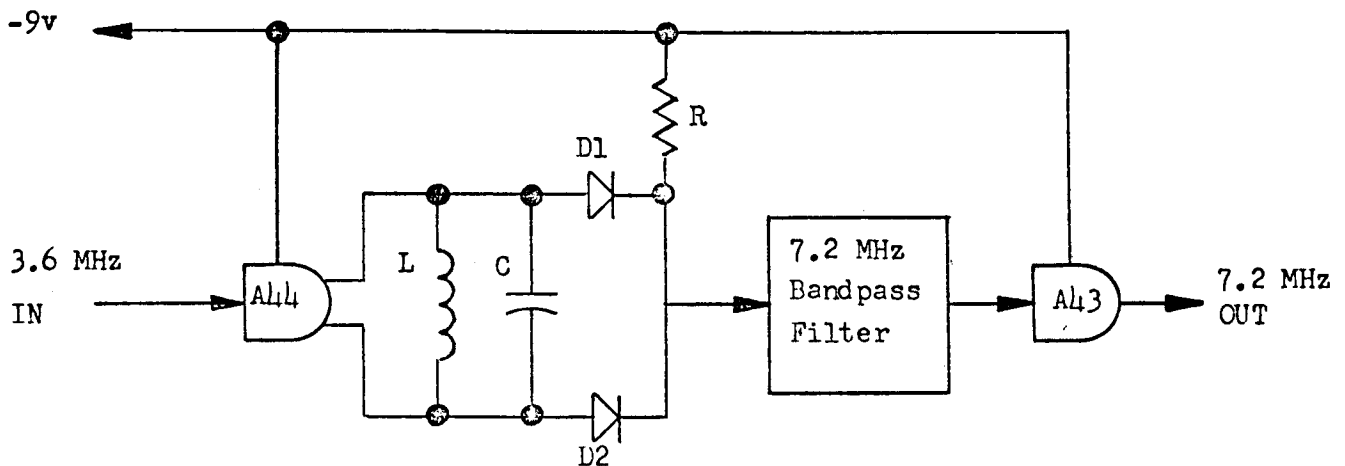 -9v
R
D1
3.6 MHz
IN
A44
L
C
7.2 MHz
Bandpass
Filter
A43
7.2 MHz
OUT
D2